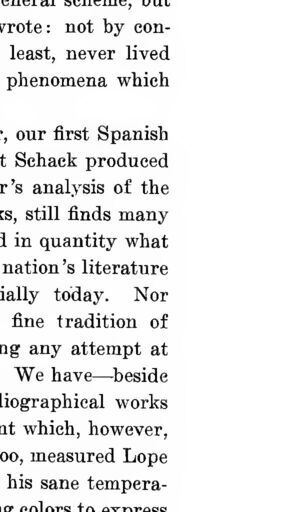 general scheme, but
wrote: not by con-
least, never lived
phenomena which
, our first Spanish
t Schack produced
r's analysis of the
ks, still finds many
d in quantity what
nation's literature
ially today. Nor
fine tradition of
ng any attempt at
We have—beside
liographical works
nt which, however,
oo, measured Lope
his sane tempera-
g colors to express